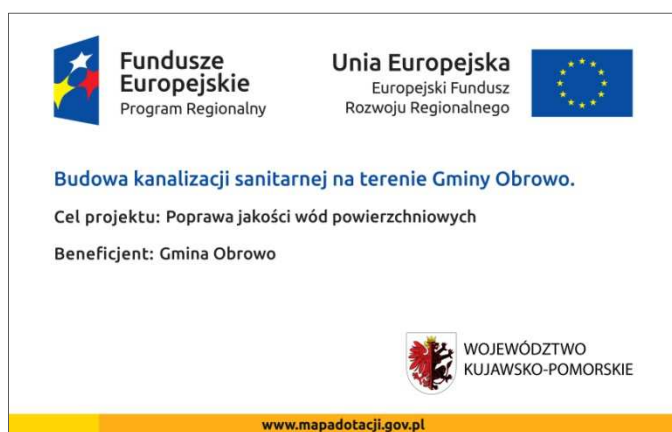 Fundusze
Europejskie
Program Regionalny
Unia Europejska
Europejski Fundusz
Rozwoju Regionalnego
Budowa kanalizacji sanitarnej na terenie Gminy Obrowo.
Cel projektu: Poprawa jakości wód powierzchniowych
Beneficjent: Gmina Obrowo
WOJEWÓDZTWO
KUJAWSKO-POMORSKIE
www.mapadotacji.gov.pl